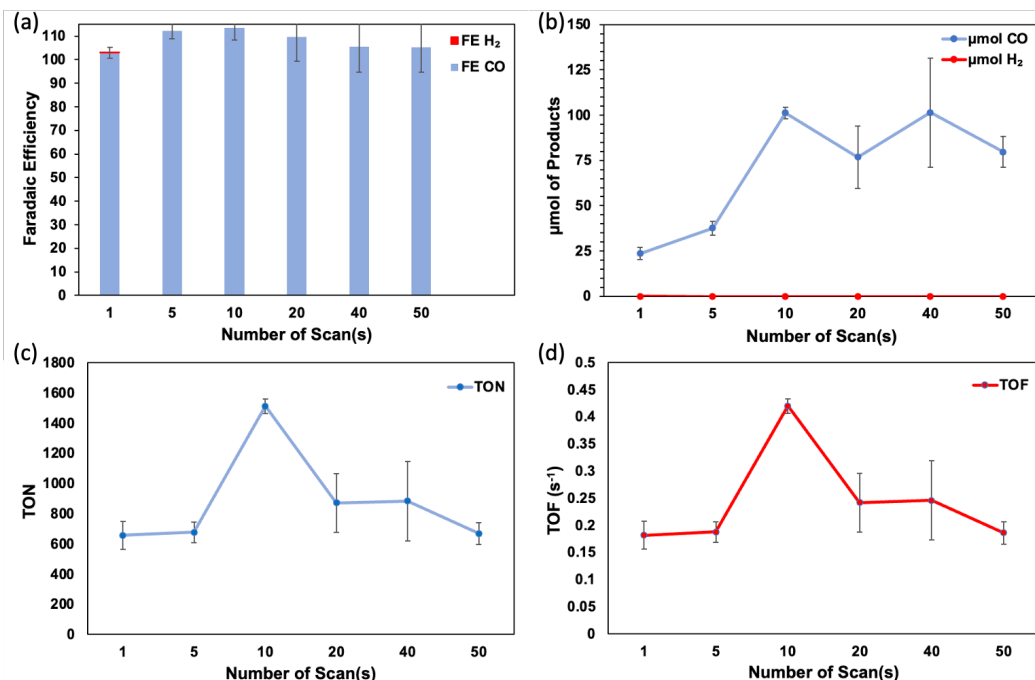 (a)
FE H₂
FE CO
Faradaic Efficiency
110
100
90
80
70
60
50
40
30
20
10
0
1 5 10 20 40 50
Number of Scan(s)
(b)
µmol CO
µmol H₂
µmol of Products
150
125
100
75
50
25
0
1 5 10 20 40 50
Number of Scan(s)
(c)
TON
TON
1800
1600
1400
1200
1000
800
600
400
200
0
1 5 10 20 40 50
Number of Scan(s)
(d)
TOF
TOF (s⁻¹)
0.5
0.45
0.4
0.35
0.3
0.25
0.2
0.15
0.1
0.05
0
1 5 10 20 40 50
Number of Scan(s)